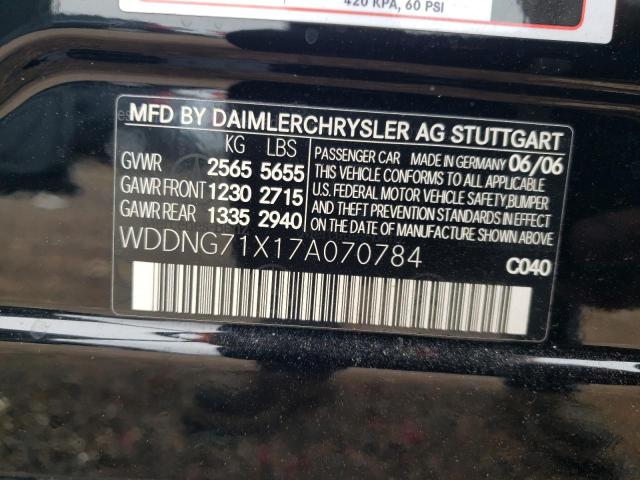 420 KPA, 60 PSI
MFD BY DAIMLERCHRYSLER AG STUTTGART
KG LBS
GVWR 2565 5655
GAWR FRONT 1230 2715
GAWR REAR 1335 2940
PASSENGER CAR MADE IN GERMANY 06/06
THIS VEHICLE CONFORMS TO ALL APPLICABLE
U.S. FEDERAL MOTOR VEHICLE SAFETY,BUMPER
AND THEFT PREVENTION STANDARDS IN EFFECT
ON THE DATE OF MANUFACTURE SHOWN ABOVE.
WDDNG71X17A070784
C040